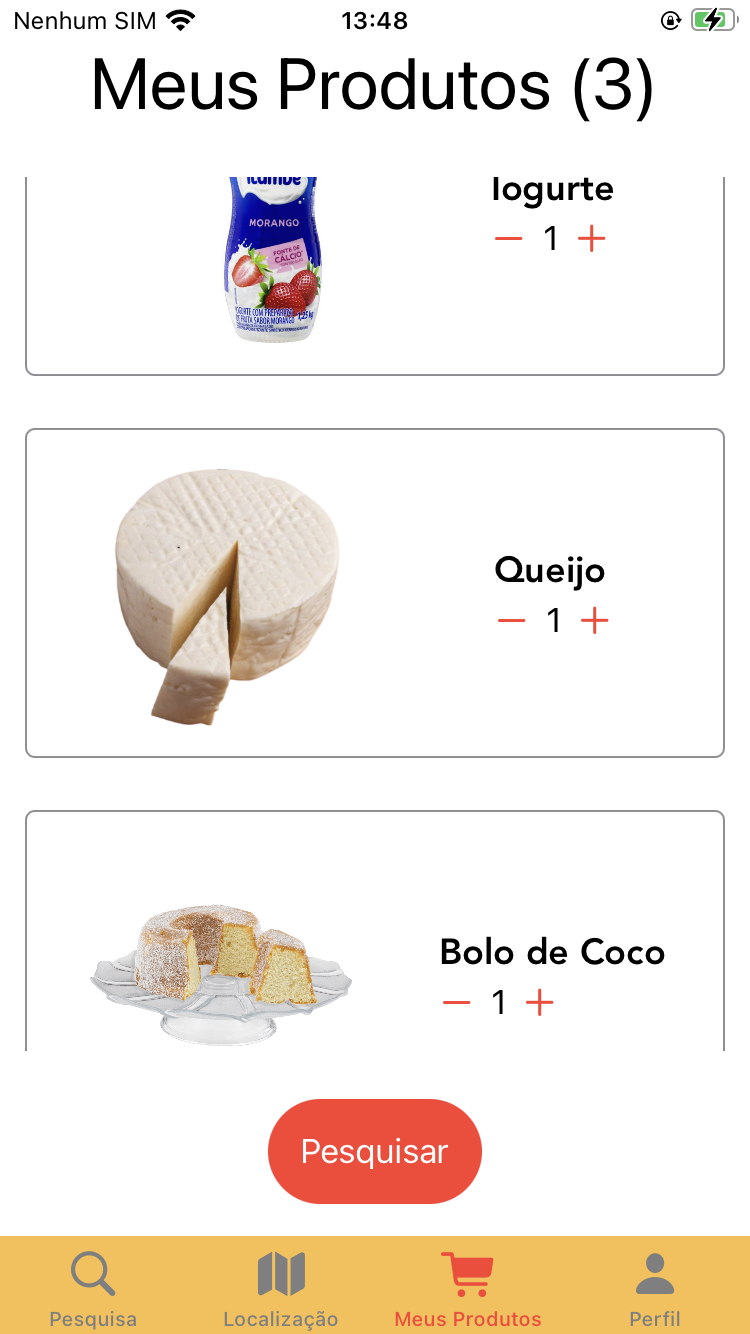 Nenhum SIM
13:48
Meus Produtos (3)
MORANGO
FONTE DE
CÁLCIO
Iogurte
1
IOGURTE COM PREPARADO
DE FRUTA SABOR MORANGO 1,25 kg
Queijo
1
Bolo de Coco
1
Pesquisar
Pesquisa
Localização
Meus Produtos
Perfil